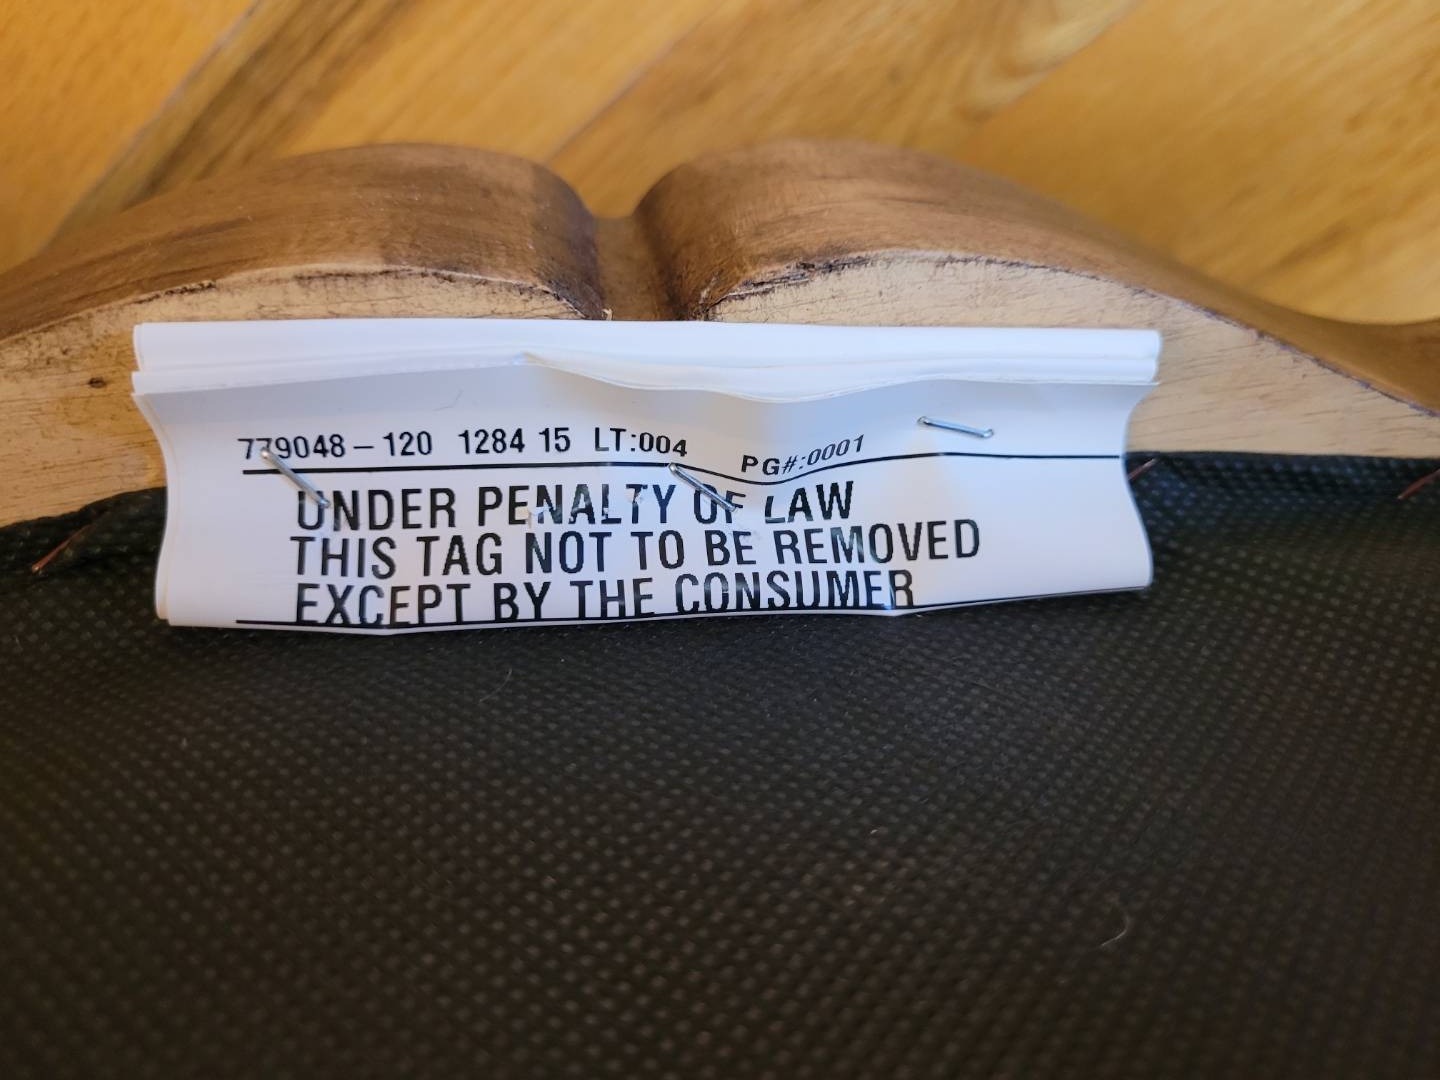 779048-120 1284 15 LT:004 PG#:0001
UNDER PENALTY OF LAW
THIS TAG NOT TO BE REMOVED
EXCEPT BY THE CONSUMER